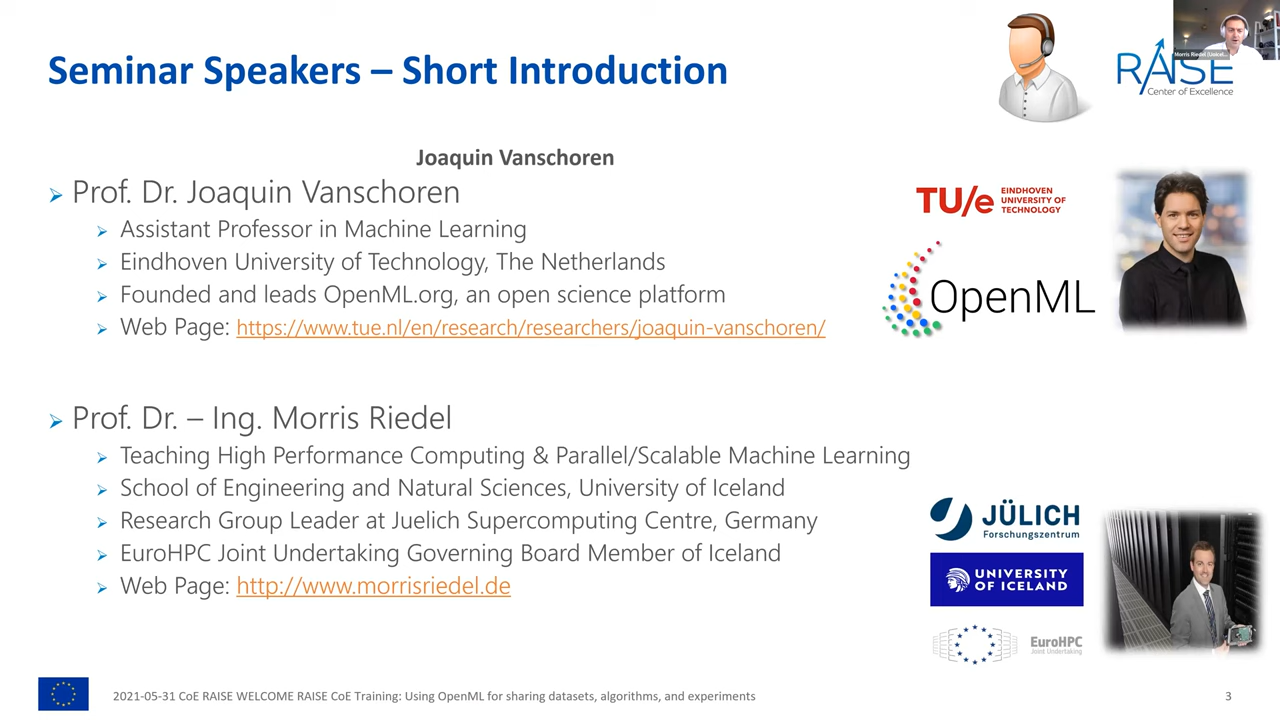 Seminar Speakers – Short Introduction
RAISE
Center of Excellence
Joaquin Vanschoren
Prof. Dr. Joaquin Vanschoren
Assistant Professor in Machine Learning
Eindhoven University of Technology, The Netherlands
Founded and leads OpenML.org, an open science platform
Web Page: https://www.tue.nl/en/research/researchers/joaquin-vanschoren/
TU/e EINDHOVEN
UNIVERSITY OF
TECHNOLOGY
OpenML
Prof. Dr. – Ing. Morris Riedel
Teaching High Performance Computing & Parallel/Scalable Machine Learning
School of Engineering and Natural Sciences, University of Iceland
Research Group Leader at Juelich Supercomputing Centre, Germany
EuroHPC Joint Undertaking Governing Board Member of Iceland
Web Page: http://www.morrisriedel.de
JÜLICH
Forschungszentrum
UNIVERSITY
OF ICELAND
EuroHPC
Joint Undertaking
2021-05-31 CoE RAISE WELCOME RAISE CoE Training: Using OpenML for sharing datasets, algorithms, and experiments
3
Morris Riedel